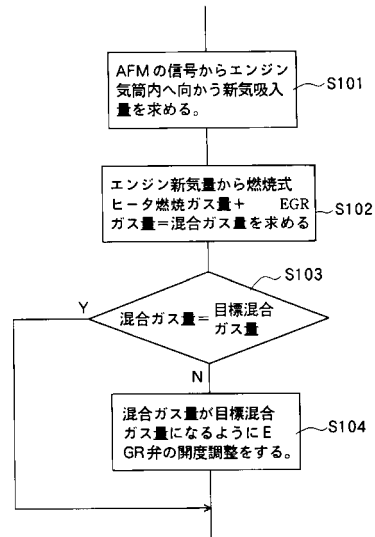 AFMの信号からエンジン
気筒内へ向かう新気吸入
量を求める。
S101
エンジン新気量から燃焼式
ヒータ燃焼ガス量+ EGR
ガス量=混合ガス量を求める
S102
S103
Y
混合ガス量=目標混合
ガス量
N
混合ガス量が目標混合
ガス量になるようにE
GR弁の開度調整をする。
S104